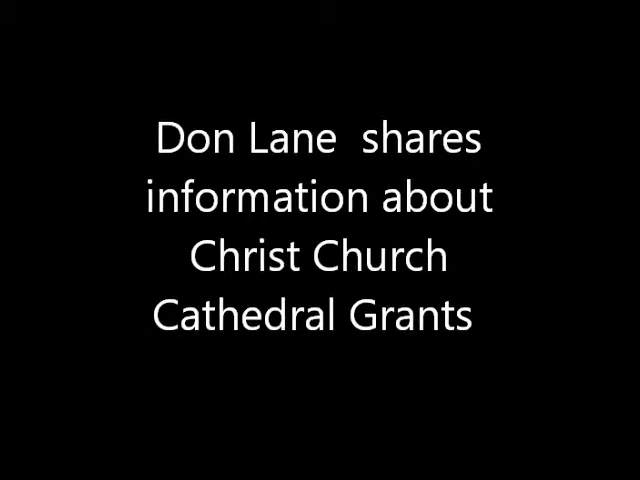 Don Lane  shares
information about
Christ Church
Cathedral Grants